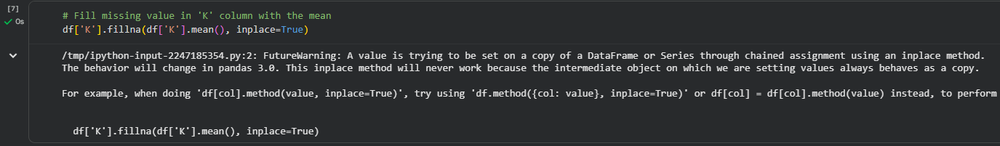 [7]
# Fill missing value in 'K' column with the mean
0s
df['K'].fillna(df['K'].mean(), inplace=True)
/tmp/ipython-input-2247185354.py:2: FutureWarning: A value is trying to be set on a copy of a DataFrame or Series through chained assignment using an inplace method.
The behavior will change in pandas 3.0. This inplace method will never work because the intermediate object on which we are setting values always behaves as a copy.
For example, when doing 'df[col].method(value, inplace=True)', try using 'df.method({col: value}, inplace=True)' or df[col] = df[col].method(value) instead, to perform
df['K'].fillna(df['K'].mean(), inplace=True)